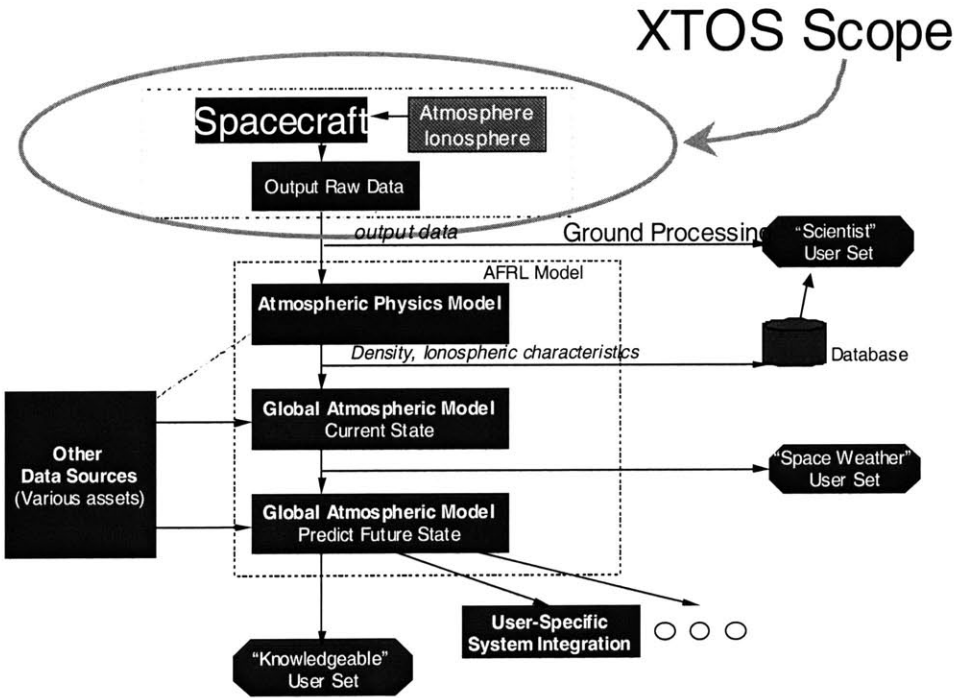 XTOS Scope
Spacecraft
Atmosphere
Ionosphere
Output Raw Data
output data
Ground Processing
"Scientist"
User Set
AFRL Model
Atmospheric Physics Model
Density, Ionospheric characteristics
Database
Global Atmospheric Model
Current State
Other
Data Sources
(Various assets)
"Space Weather"
User Set
Global Atmospheric Model
Predict Future State
User-Specific
System Integration
"Knowledgeable"
User Set